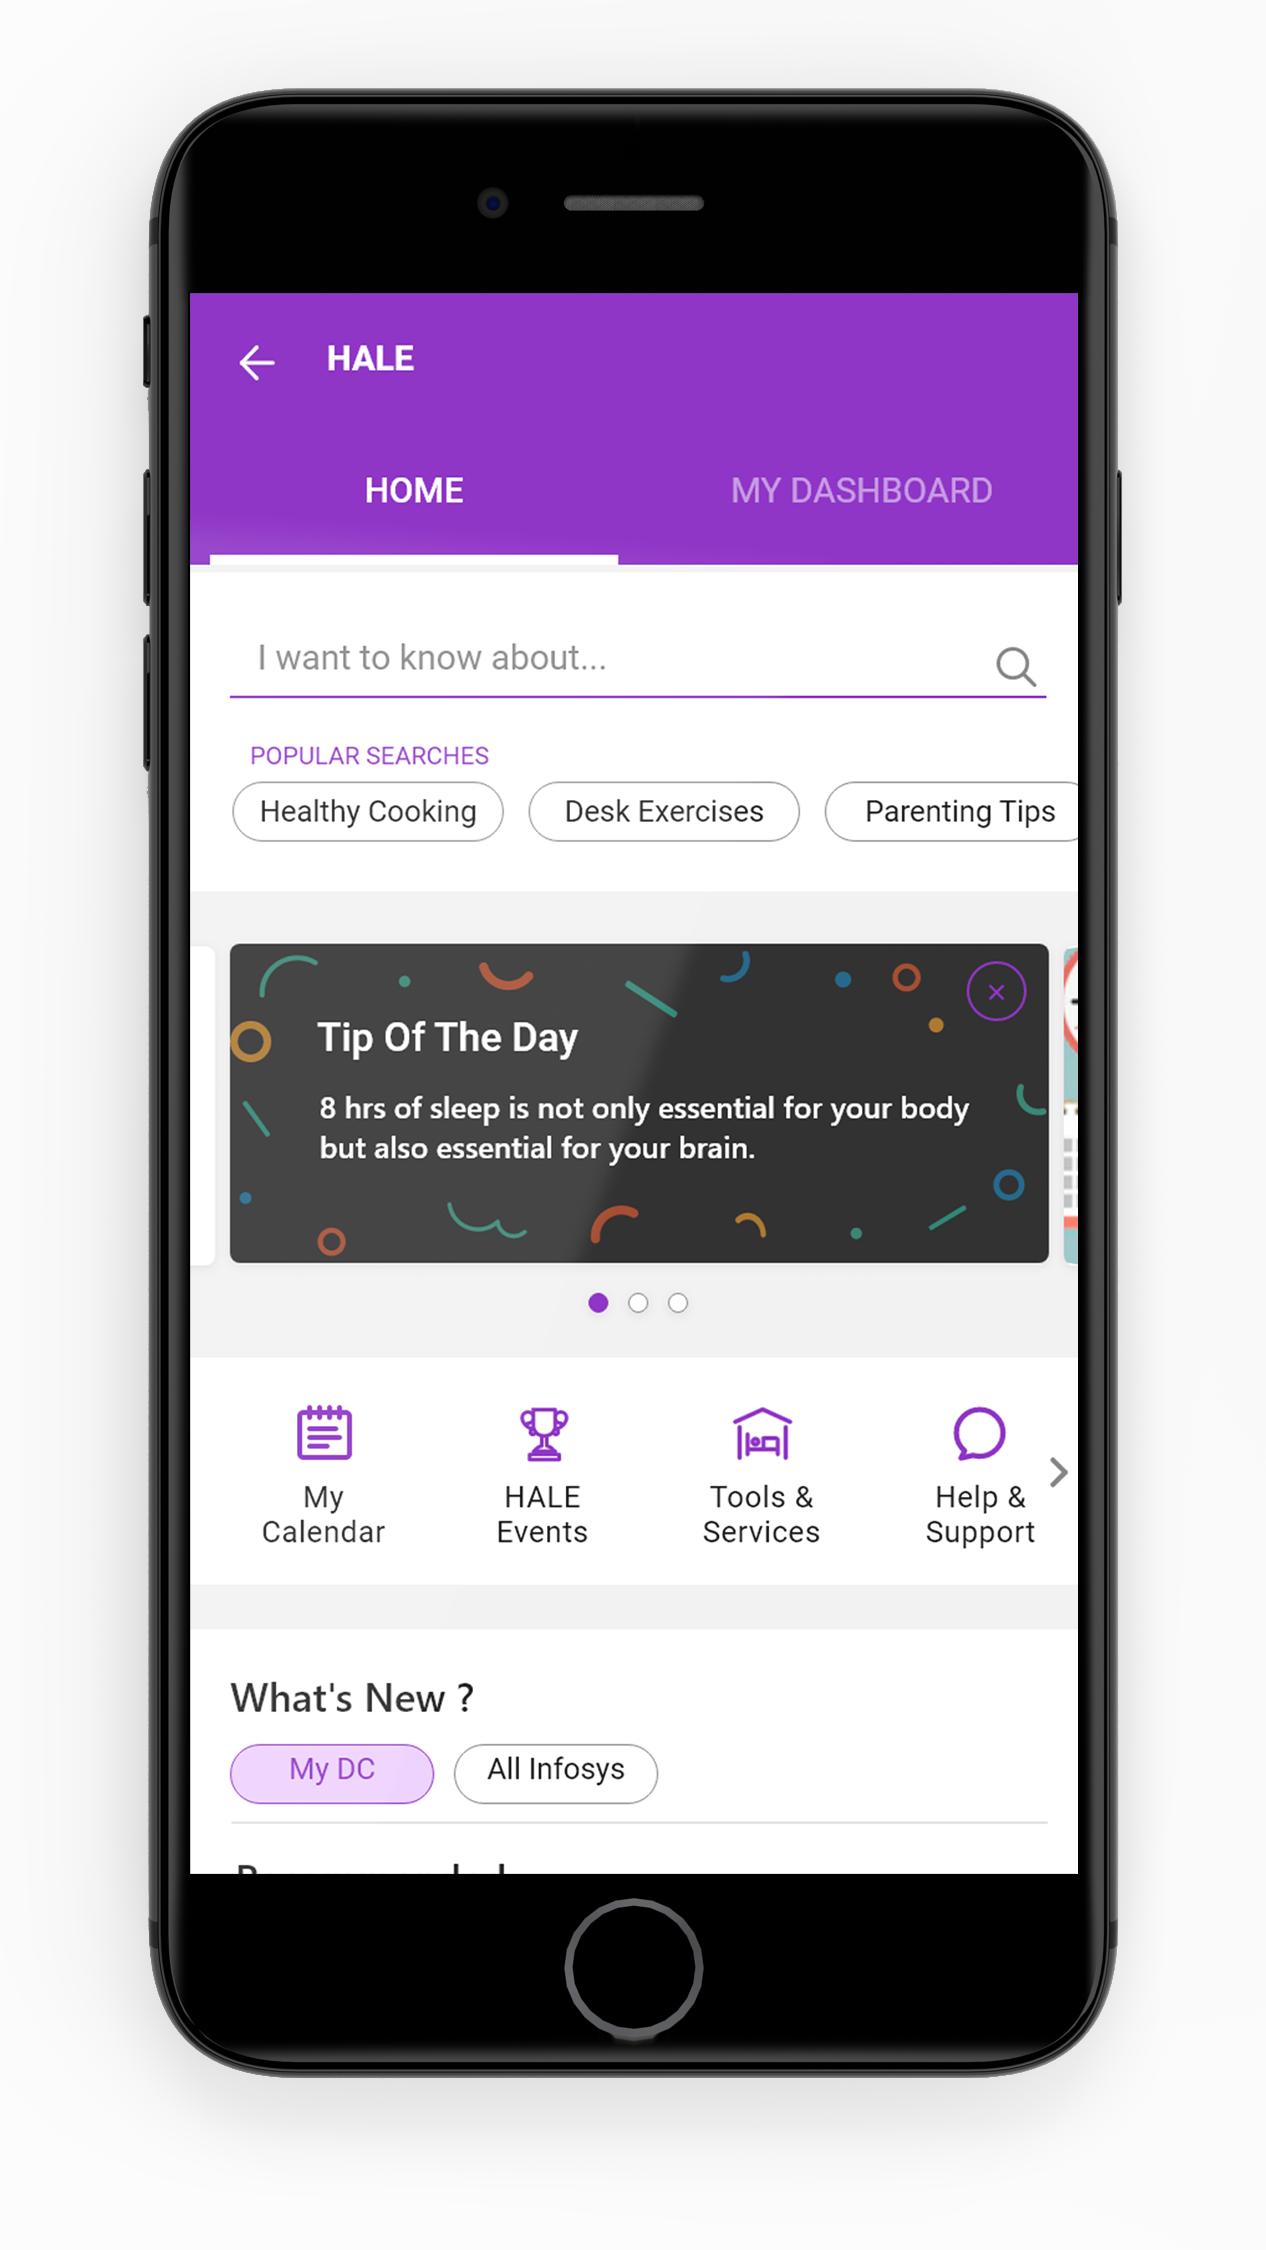 HALE
HOME
MY DASHBOARD
I want to know about...
POPULAR SEARCHES
Healthy Cooking
Desk Exercises
Parenting Tips
Tip Of The Day
8 hrs of sleep is not only essential for your body
but also essential for your brain.
My
Calendar
HALE
Events
Tools &
Services
Help &
Support
What's New ?
My DC
All Infosys